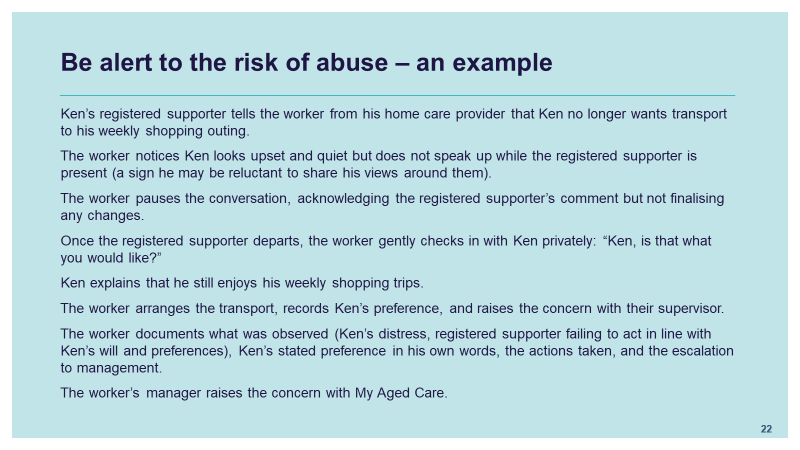 Be alert to the risk of abuse – an example
Ken's registered supporter tells the worker from his home care provider that Ken no longer wants transport
to his weekly shopping outing.
The worker notices Ken looks upset and quiet but does not speak up while the registered supporter is
present (a sign he may be reluctant to share his views around them).
The worker pauses the conversation, acknowledging the registered supporter's comment but not finalising
any changes.
Once the registered supporter departs, the worker gently checks in with Ken privately: “Ken, is that what
you would like?”
Ken explains that he still enjoys his weekly shopping trips.
The worker arranges the transport, records Ken's preference, and raises the concern with their supervisor.
The worker documents what was observed (Ken's distress, registered supporter failing to act in line with
Ken's will and preferences), Ken's stated preference in his own words, the actions taken, and the escalation
to management.
The worker's manager raises the concern with My Aged Care.
22